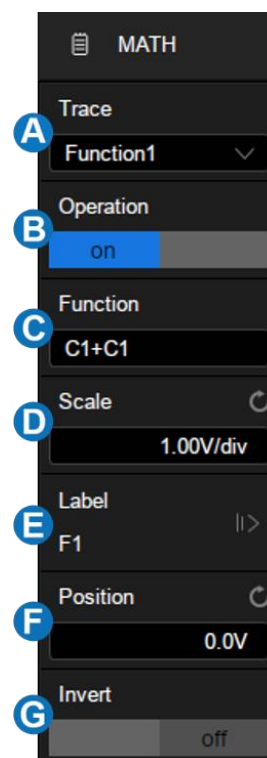 MATH
Trace
A
Function1
Operation
B
on
Function
C
C1+C1
Scale
D
1.00V/div
Label
E
F1
Position
F
0.0V
Invert
G
off